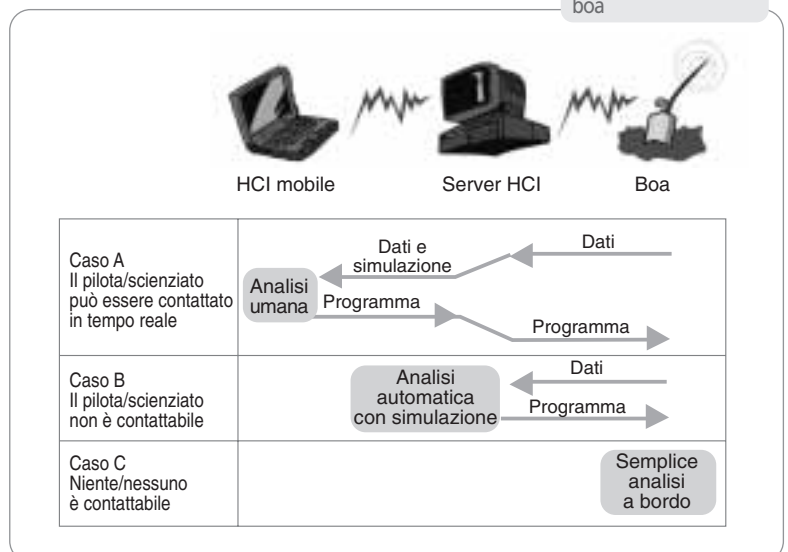 boa
HCI mobile
Server HCI
Boa
Caso A
Il pilota/scienziato
può essere contattato
in tempo reale
Analisi
umana
Dati e
simulazione
Dati
Programma
Programma
Caso B
Il pilota/scienziato
non è contattabile
Analisi
automatica
con simulazione
Dati
Programma
Caso C
Niente/nessuno
è contattabile
Semplice
analisi
a bordo